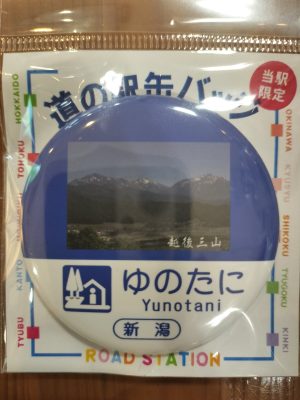 道の駅缶バッジ
当駅
限定
HOKKAIDO
TOHOKU
KANTO
TYUBU
OKINAWA
KYUSYU
SHIKOKU
TYUGOKU
KINKI
越後三山
ゆのたに
Yunotani
新潟
ROAD STATION